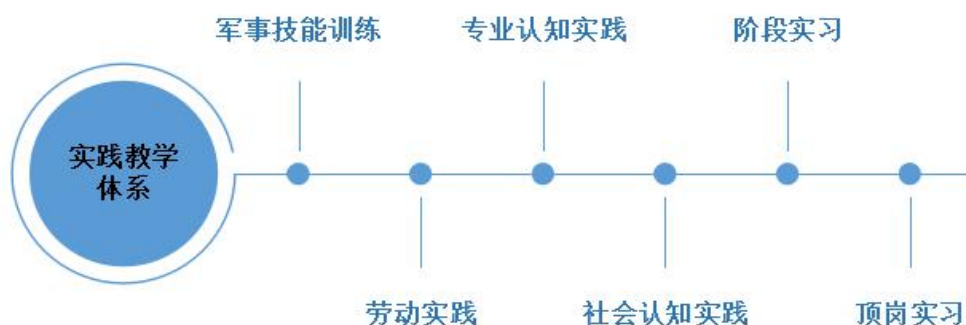 军事技能训练
专业认知实践
阶段实习
实践教学
体系
劳动实践
社会认知实践
顶岗实习